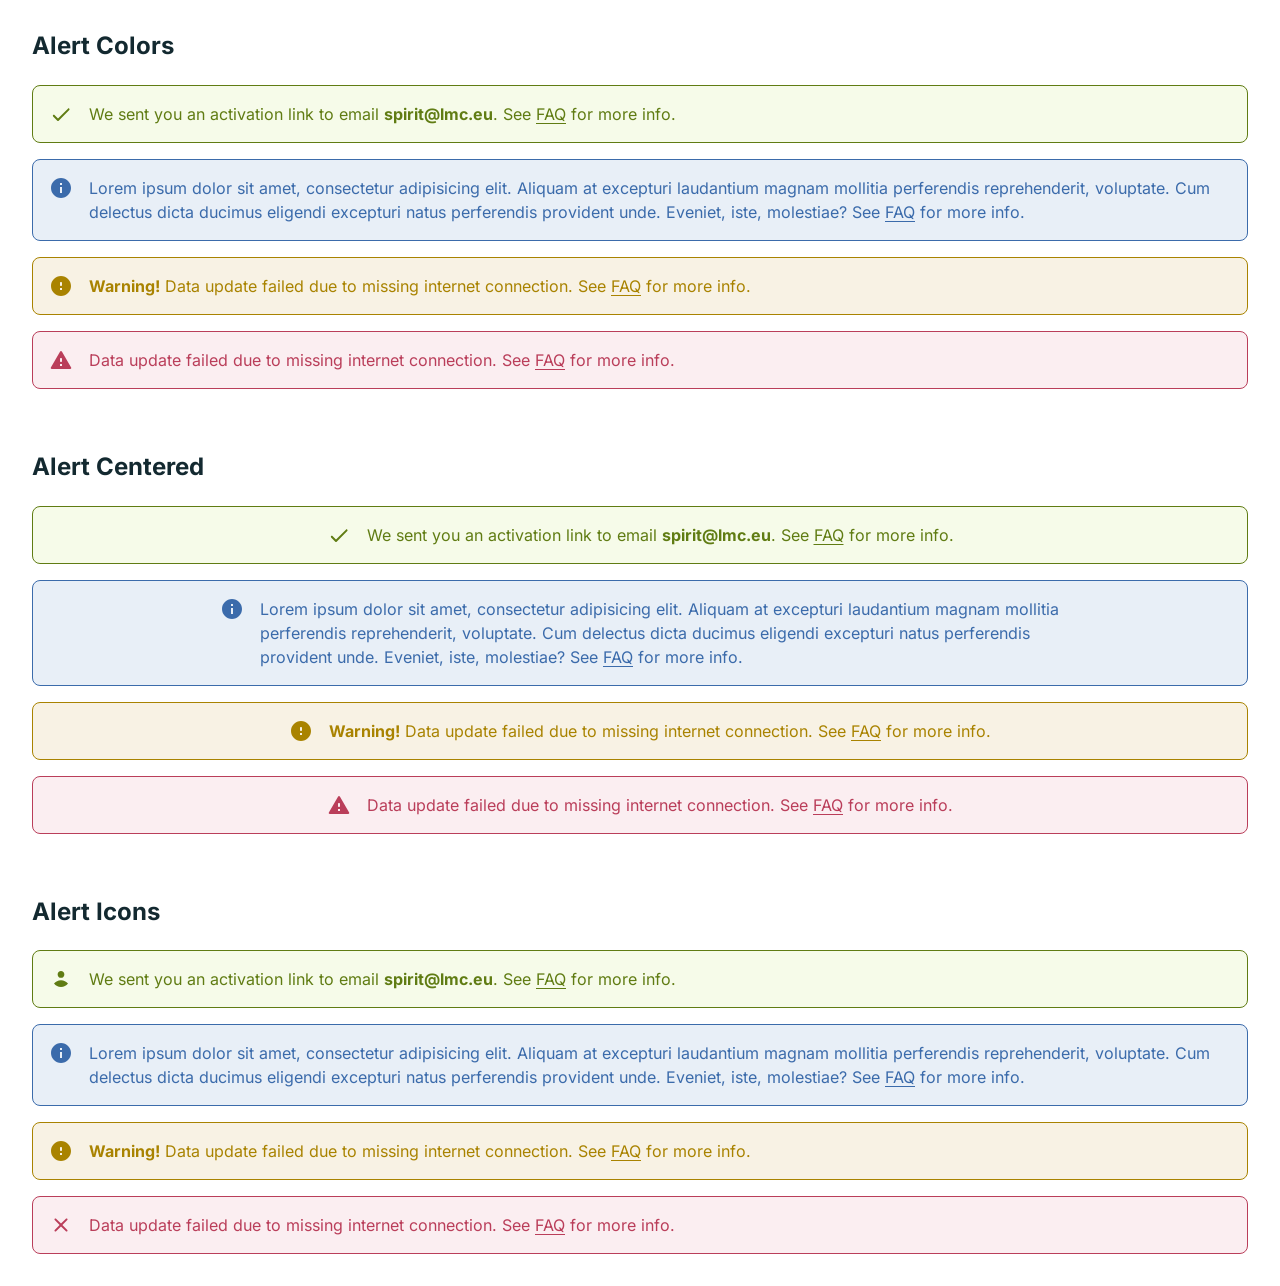 Alert Colors
We sent you an activation link to email spirit@lmc.eu. See FAQ for more info.
Lorem ipsum dolor sit amet, consectetur adipisicing elit. Aliquam at excepturi laudantium magnam mollitia perferendis reprehenderit, voluptate. Cum
delectus dicta ducimus eligendi excepturi natus perferendis provident unde. Eveniet, iste, molestiae? See FAQ for more info.
Warning! Data update failed due to missing internet connection. See FAQ for more info.
Data update failed due to missing internet connection. See FAQ for more info.
Alert Centered
We sent you an activation link to email spirit@lmc.eu. See FAQ for more info.
Lorem ipsum dolor sit amet, consectetur adipisicing elit. Aliquam at excepturi laudantium magnam mollitia
perferendis reprehenderit, voluptate. Cum delectus dicta ducimus eligendi excepturi natus perferendis
provident unde. Eveniet, iste, molestiae? See FAQ for more info.
Warning! Data update failed due to missing internet connection. See FAQ for more info.
Data update failed due to missing internet connection. See FAQ for more info.
Alert Icons
We sent you an activation link to email spirit@lmc.eu. See FAQ for more info.
Lorem ipsum dolor sit amet, consectetur adipisicing elit. Aliquam at excepturi laudantium magnam mollitia perferendis reprehenderit, voluptate. Cum
delectus dicta ducimus eligendi excepturi natus perferendis provident unde. Eveniet, iste, molestiae? See FAQ for more info.
Warning! Data update failed due to missing internet connection. See FAQ for more info.
Data update failed due to missing internet connection. See FAQ for more info.